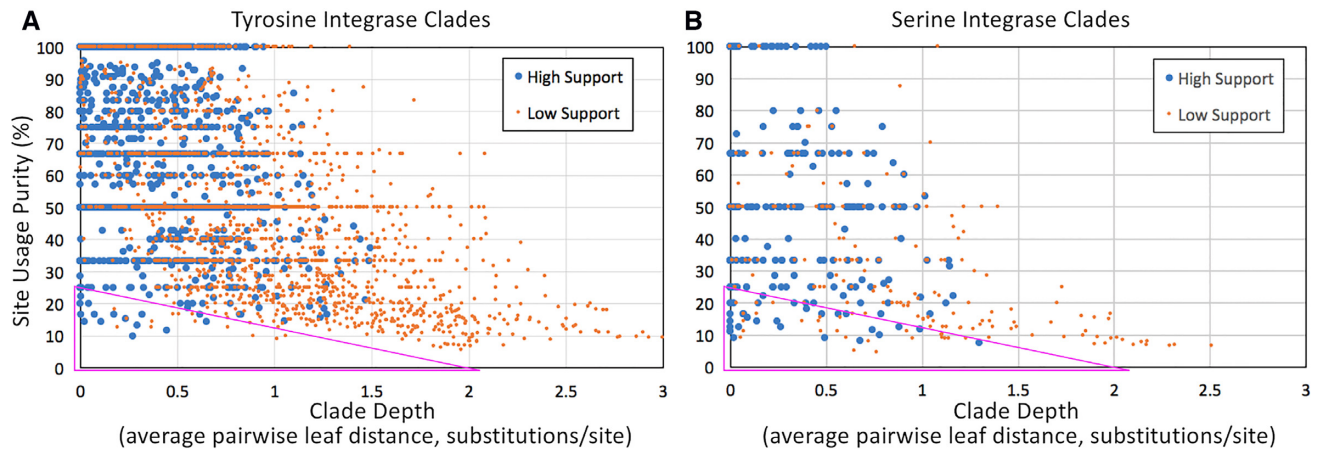 A
Tyrosine Integrase Clades
Site Usage Purity (%)
100
90
80
70
60
50
40
30
20
10
0
High Support
Low Support
0 0.5 1 1.5 2 2.5 3
Clade Depth
(average pairwise leaf distance, substitutions/site)
B
Serine Integrase Clades
100
90
80
70
60
50
40
30
20
10
0
High Support
Low Support
0 0.5 1 1.5 2 2.5 3
Clade Depth
(average pairwise leaf distance, substitutions/site)